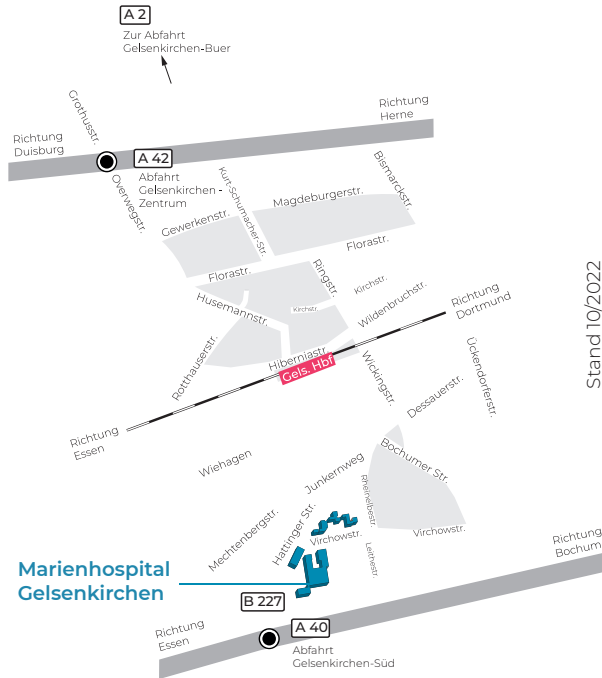 A 2
Zur Abfahrt
Gelsenkirchen-Buer
Grothusstr.
Richtung
Herne
Richtung
Duisburg
A 42
Abfahrt
Gelsenkirchen -
Zentrum
Overwegstr.
Kurt-Schumacher-Str.
Bismarckstr.
Magdeburgerstr.
Gewerkenstr.
Florastr.
Florastr.
Ringstr.
Kirchstr.
Husemannstr.
Kirchstr.
Wildenbruchstr.
Richtung
Dortmund
Stand 10/2022
Rotthauserstr.
Hiberniastr.
Gels. Hbf
Wickingstr.
Ückendorferstr.
Dessauerstr.
Richtung
Essen
Wiehagen
Junkernweg
Bochumer Str.
Rheinelbestr.
Mechtenbergstr.
Hattinger Str.
Virchowstr.
Virchowstr.
Leithestr.
Richtung
Bochum
Marienhospital
Gelsenkirchen
B 227
A 40
Richtung
Essen
Abfahrt
Gelsenkirchen-Süd